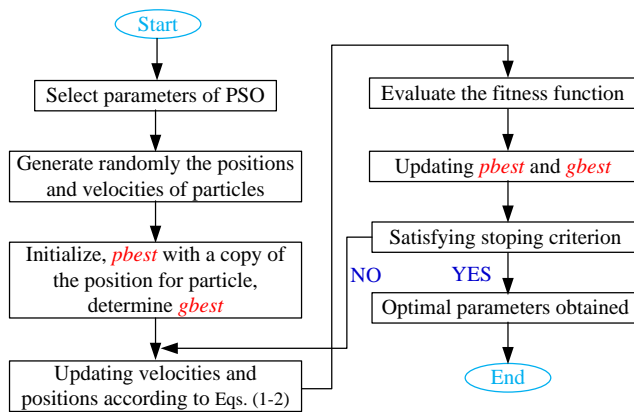 Start
Select parameters of PSO
Generate randomly the positions
and velocities of particles
Initialize, pbest with a copy of
the position for particle,
determine gbest
Updating velocities and
positions according to Eqs. (1-2)
Evaluate the fitness function
Updating pbest and gbest
Satisfying stoping criterion
NO
YES
Optimal parameters obtained
End